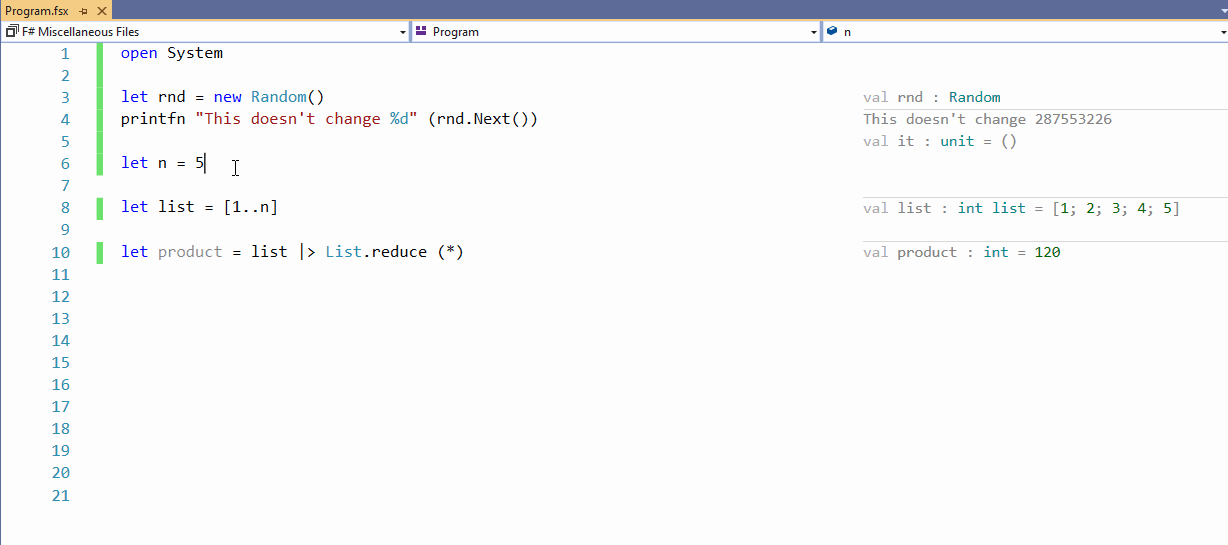 Program.fsx
F# Miscellaneous Files Program n
1 open System
2
3 let rnd = new Random() val rnd : Random
4 printfn "This doesn't change %d" (rnd.Next()) This doesn't change 287553226
5 val it : unit = ()
6 let n = 5
7
8 let list = [1..n] val list : int list = [1; 2; 3; 4; 5]
9
10 let product = list |> List.reduce (*) val product : int = 120
11
12
13
14
15
16
17
18
19
20
21